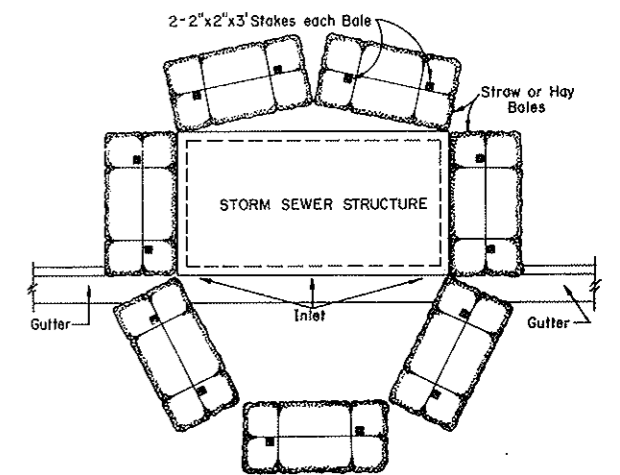 2-2"x2"x3' Stakes each Bale
Straw or Hay
Bales
STORM SEWER STRUCTURE
Gutter
Inlet
Gutter